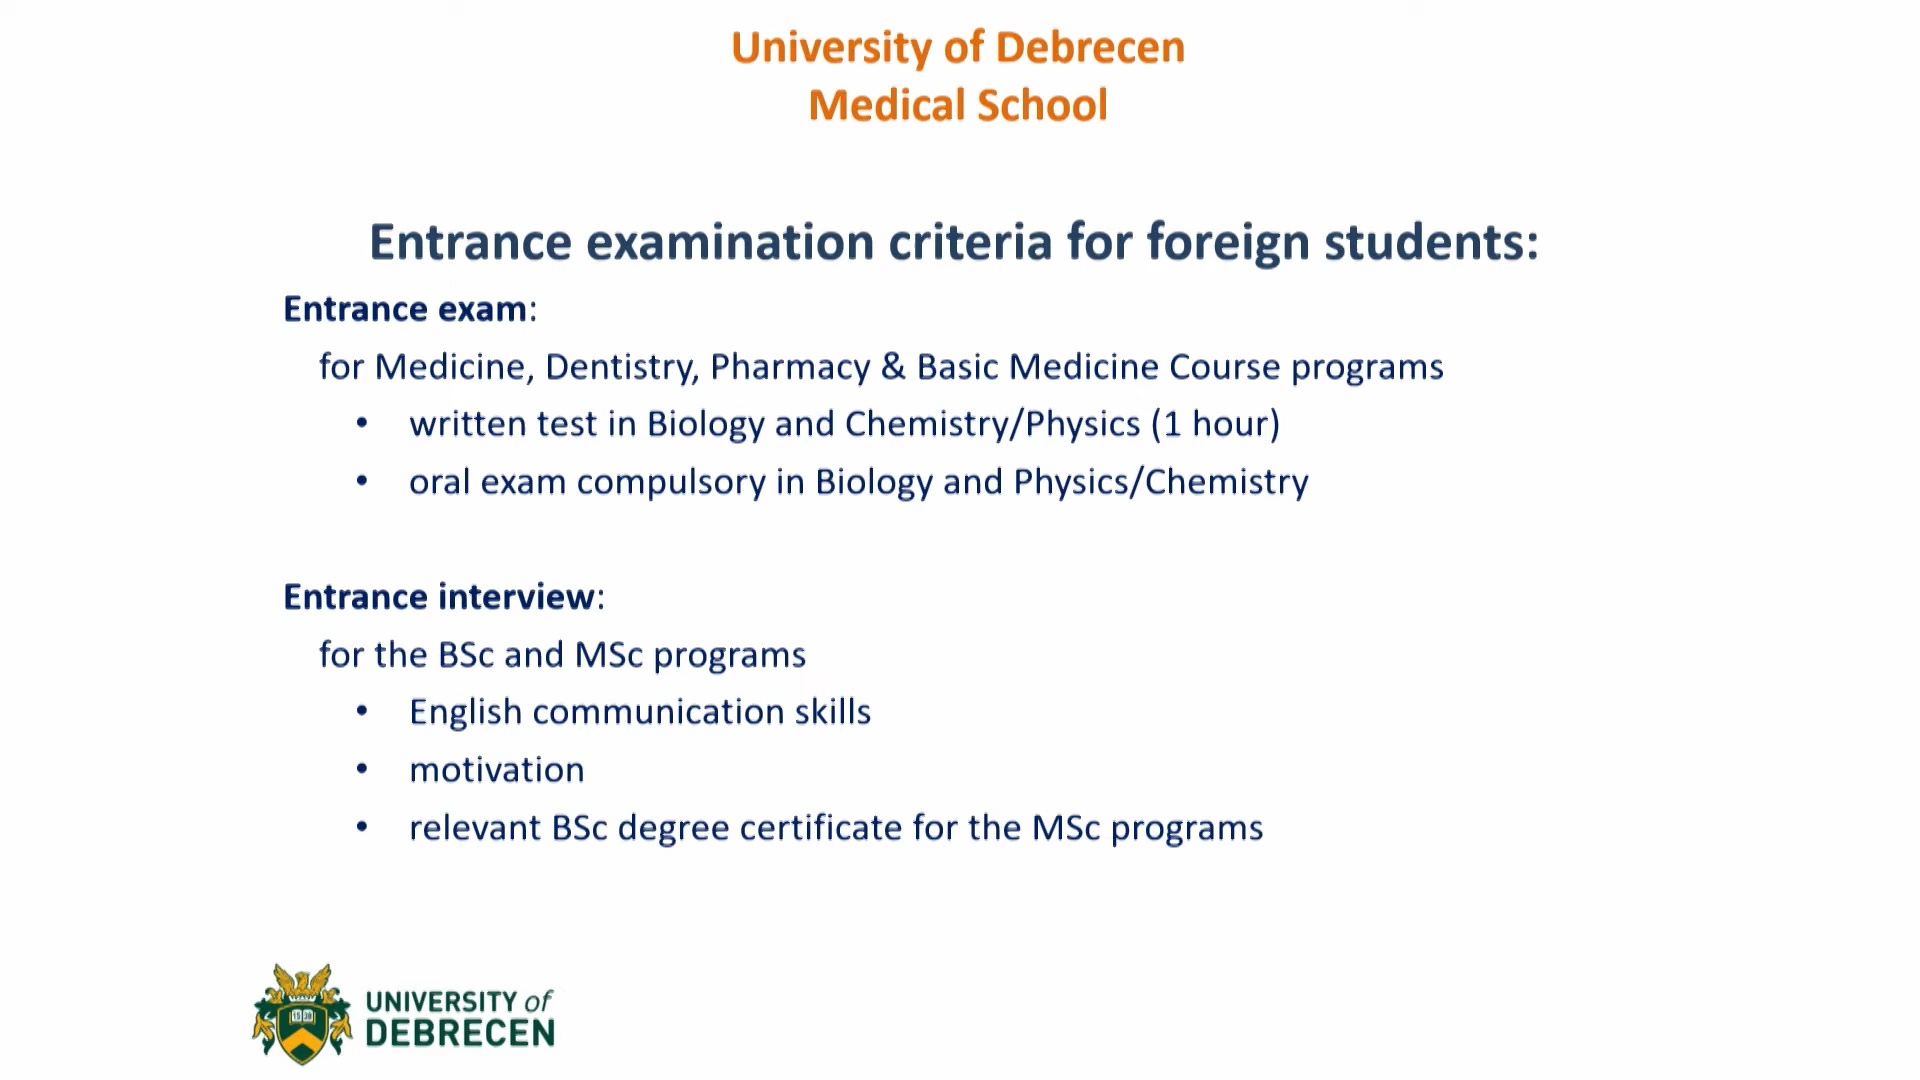 University of Debrecen
Medical School
Entrance examination criteria for foreign students:
Entrance exam:
for Medicine, Dentistry, Pharmacy & Basic Medicine Course programs
• written test in Biology and Chemistry/Physics (1 hour)
• oral exam compulsory in Biology and Physics/Chemistry
Entrance interview:
for the BSc and MSc programs
• English communication skills
• motivation
• relevant BSc degree certificate for the MSc programs
15 38
UNIVERSITY of
DEBRECEN